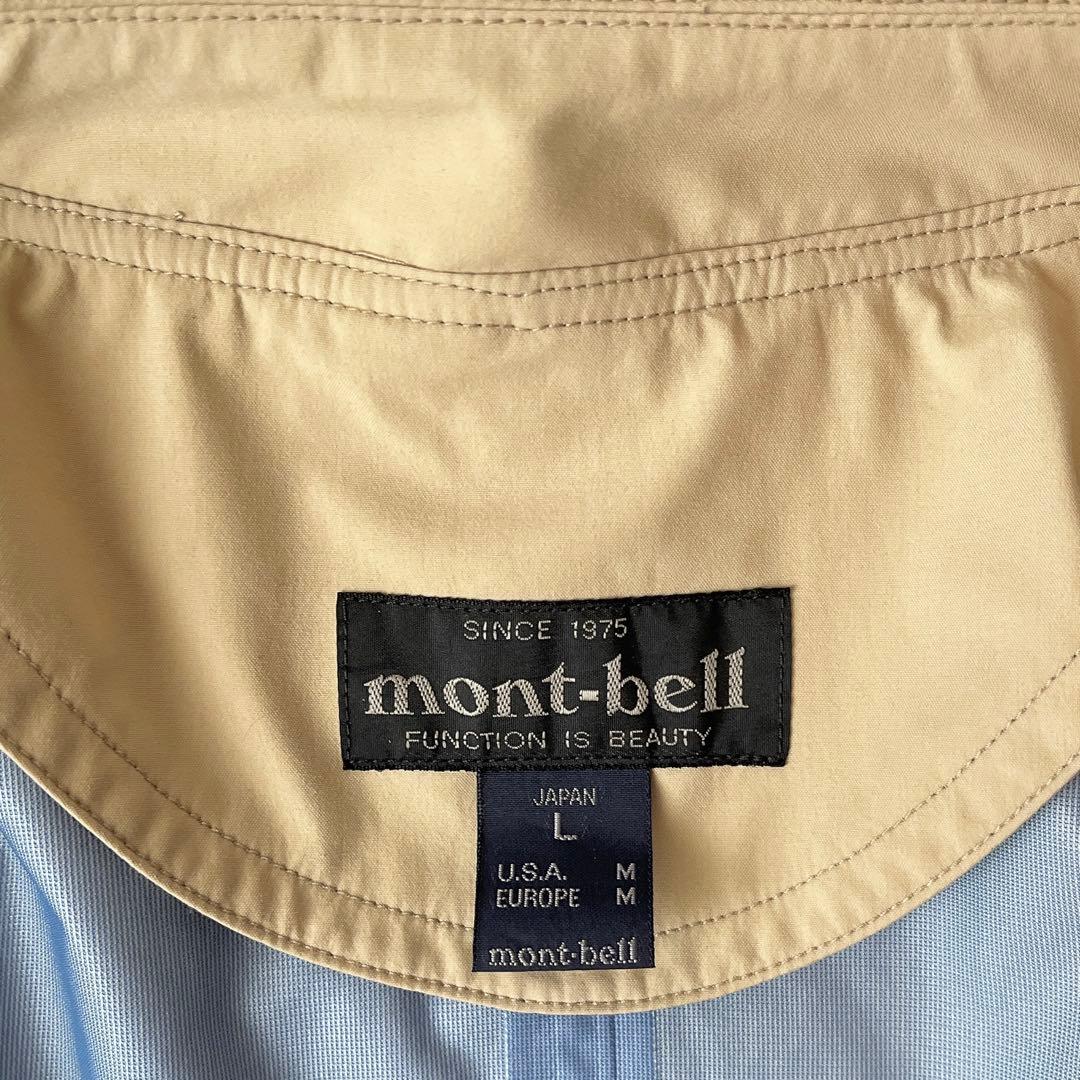 SINCE 1975
mont-bell
FUNCTION IS BEAUTY
JAPAN
L
U.S.A. M
EUROPE M
mont-bell